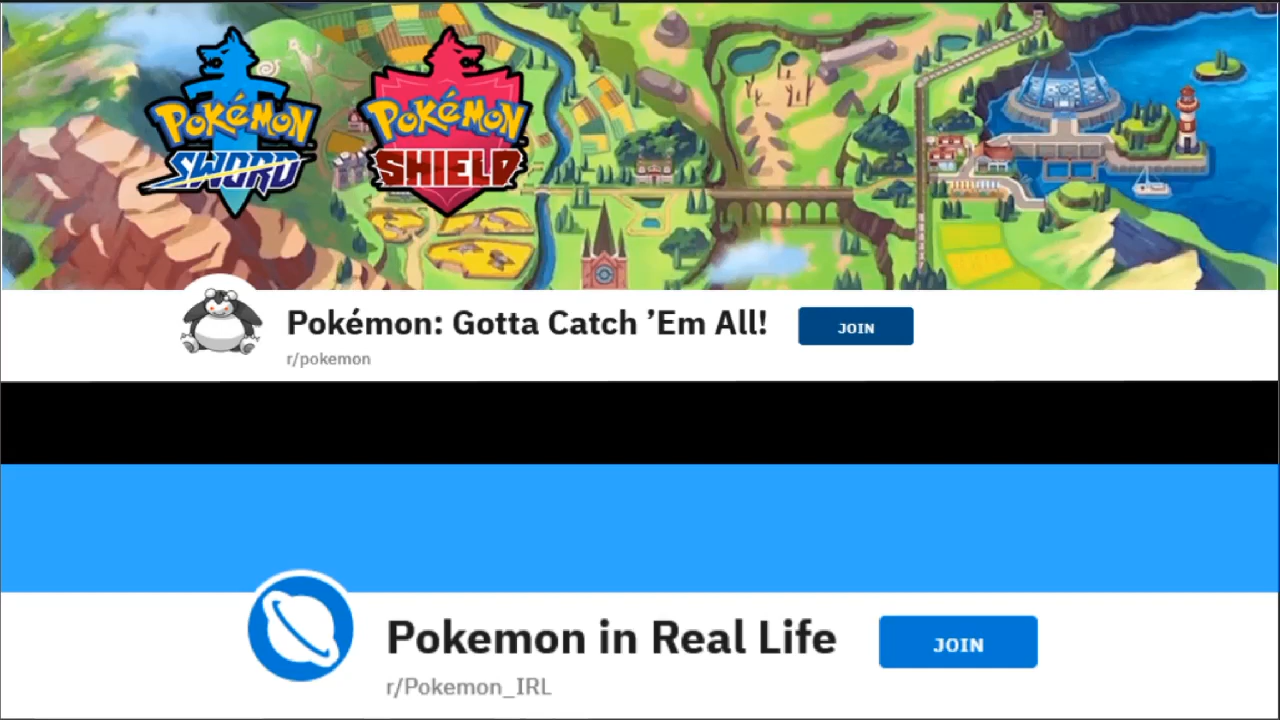 POKéMON POKéMON
SWORD SHIELD
Pokémon: Gotta Catch ’Em All! JOIN
r/pokemon
Pokemon in Real Life JOIN
r/Pokemon_IRL